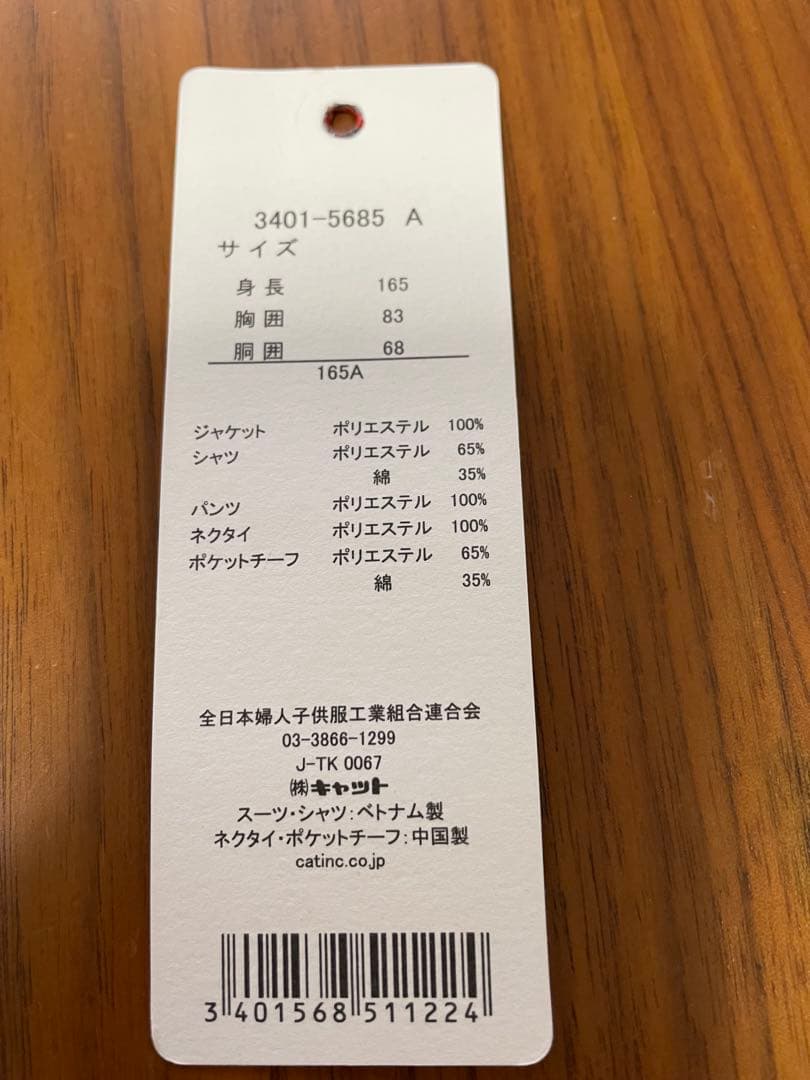 3401-5685 A
サイズ
身長 165
胸囲 83
胴囲 68
165A
ジャケット ポリエステル 100%
シャツ ポリエステル 65%
綿 35%
パンツ ポリエステル 100%
ネクタイ ポリエステル 100%
ポケットチーフ ポリエステル 65%
綿 35%
全日本婦人子供服工業組合連合会
03-3866-1299
J-TK 0067
㈱キャット
スーツ・シャツ:ベトナム製
ネクタイ・ポケットチーフ:中国製
catinc.co.jp
3 401568 511224